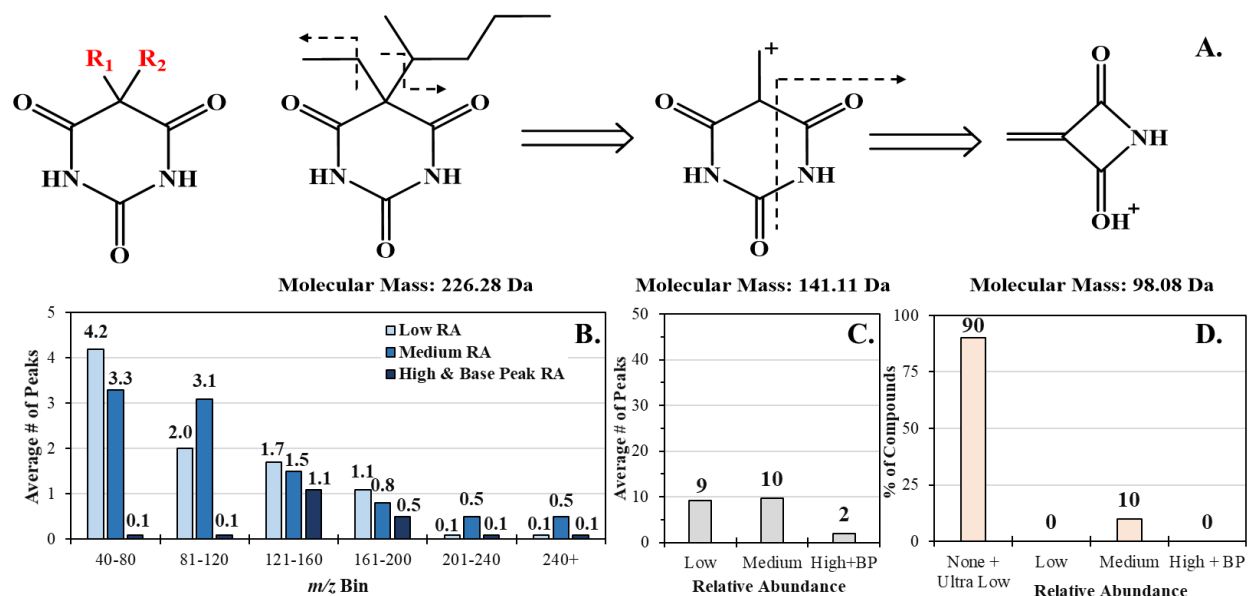 A.
R1 R2
O O
HN NH
O
O O
HN NH
O
+
O O
HN NH
O
O
NH
OH+
Molecular Mass: 226.28 Da
Molecular Mass: 141.11 Da
Molecular Mass: 98.08 Da
B.
Average # of Peaks
5
4
3
2
1
0
Low RA
Medium RA
High & Base Peak RA
4.2 3.3 0.1
2.0 3.1 0.1
1.7 1.5 1.1
1.1 0.8 0.5
0.1 0.5 0.1
0.1 0.5 0.1
40-80 81-120 121-160 161-200 201-240 240+
m/z Bin
C.
Average # of Peaks
50
40
30
20
10
0
9 10 2
Low Medium High+BP
Relative Abundance
D.
% of Compounds
100
75
50
25
0
90 0 10 0
None + Low Medium High + BP
Ultra Low
Relative Abundance